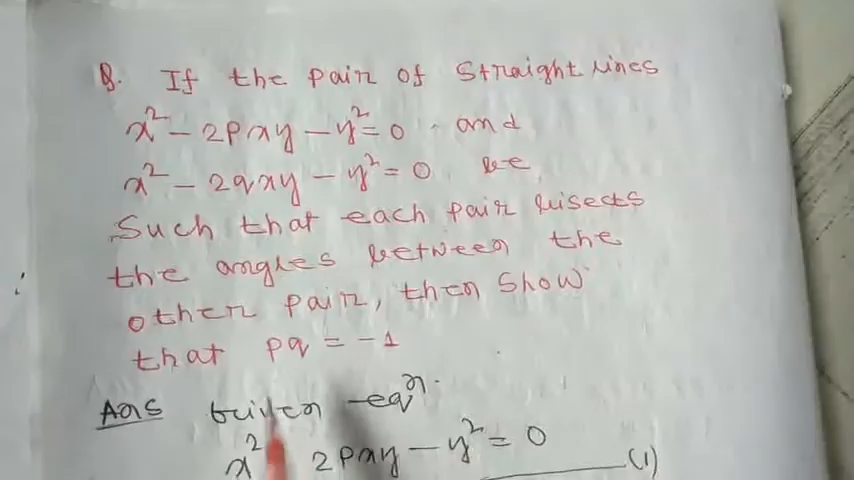 Q. If the pair of straight lines
x² - 2pxy - y² = 0 and
x² - 2qxy - y² = 0 be
Such that each pair bisects
the angles between the
other pair, then show
that pq = -1
Ans Given eqn.
x² 2pxy - y² = 0 (1)